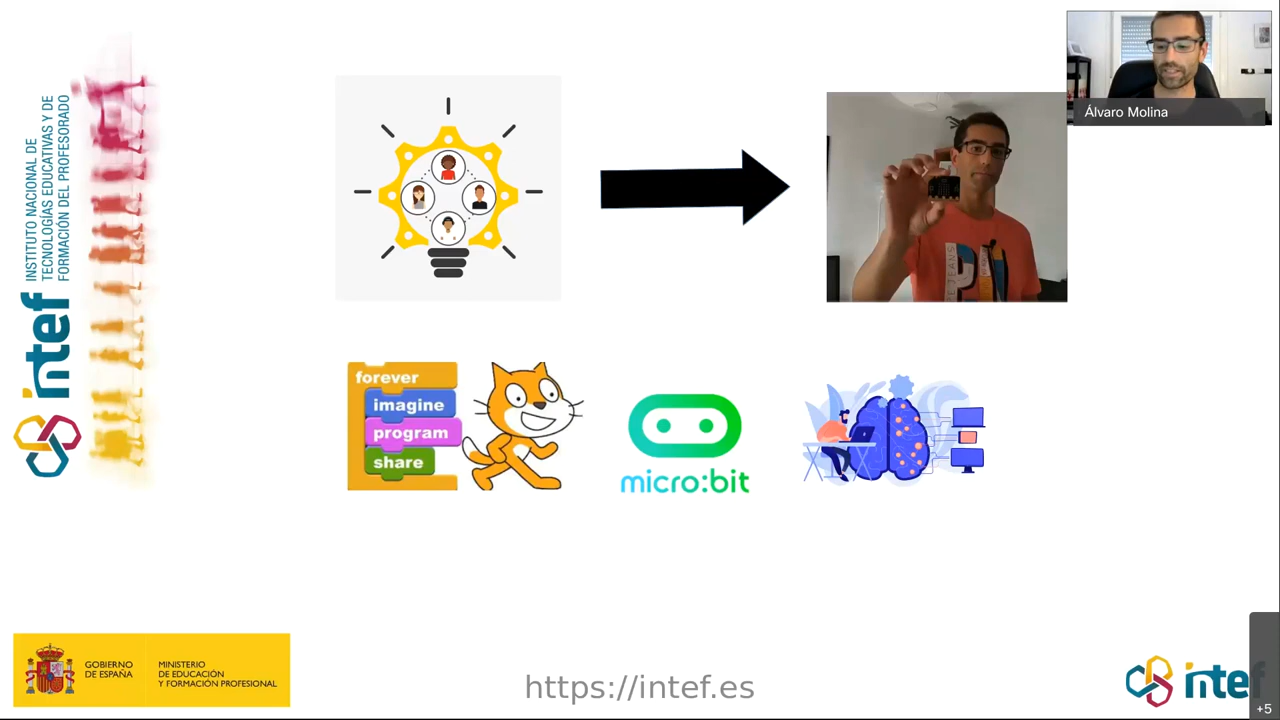 INSTITUTO NACIONAL DE
TECNOLOGÍAS EDUCATIVAS Y DE
FORMACIÓN DEL PROFESORADO
intef
Álvaro Molina
JEANS
forever
imagine
program
share
micro:bit
GOBIERNO
DE ESPAÑA
MINISTERIO
DE EDUCACIÓN
Y FORMACIÓN PROFESIONAL
https://intef.es
intef
+5